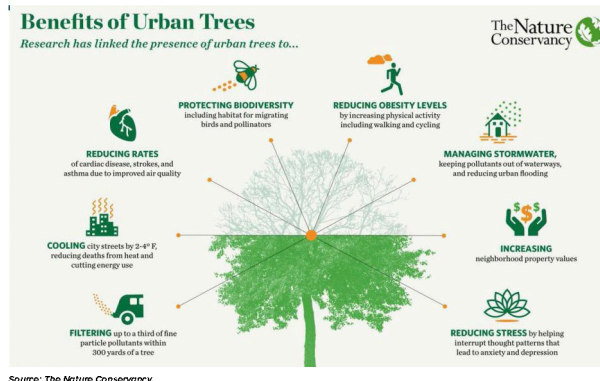 Benefits of Urban Trees
Research has linked the presence of urban trees to...
The Nature
Conservancy
PROTECTING BIODIVERSITY
including habitat for migrating
birds and pollinators
REDUCING OBESITY LEVELS
by increasing physical activity
including walking and cycling
REDUCING RATES
of cardiac disease, strokes, and
asthma due to improved air quality
MANAGING STORMWATER,
keeping pollutants out of waterways,
and reducing urban flooding
COOLING city streets by 2-4° F,
reducing deaths from heat and
cutting energy use
$$$
INCREASING
neighborhood property values
FILTERING up to a third of fine
particle pollutants within
300 yards of a tree
REDUCING STRESS by helping
interrupt thought patterns that
lead to anxiety and depression
Source: The Nature Conservancy